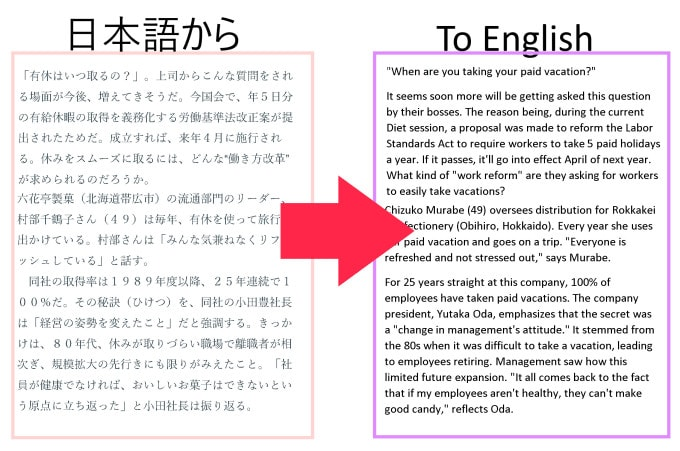 日本語から
「有休はいつ取るの？」。上司からこんな質問をされ
る場面が今後、増えてきそうだ。今国会で、年５日分
の有給休暇の取得を義務化する労働基準法改正案が提
出されたためだ。成立すれば、来年４月に施行され
る。休みをスムーズに取るには、どんな“働き方改革”
が求められるのだろうか。
六花亭製菓（北海道帯広市）の流通部門のリーダー、
村部千鶴子さん（４９）は毎年、有休を使って旅行
出かけている。村部さんは「みんな気兼ねなくリフ
ッシュしている」と話す。
同社の取得率は１９８９年度以降、２５年連続で１
００％だ。その秘訣（ひけつ）を、同社の小田豊社長
は「経営の姿勢を変えたこと」だと強調する。きっか
けは、８０年代、休みが取りづらい職場で離職者が相
次ぎ、規模拡大の先行きにも限りがみえたこと。「社
員が健康でなければ、おいしいお菓子はできないとい
う原点に立ち返った」と小田社長は振り返る。
To English
"When are you taking your paid vacation?"
It seems soon more will be getting asked this question
by their bosses. The reason being, during the current
Diet session, a proposal was made to reform the Labor
Standards Act to require workers to take 5 paid holidays
a year. If it passes, it'll go into effect April of next year.
What kind of "work reform" are they asking for workers
to easily take vacations?
Chizuko Murabe (49) oversees distribution for Rokkakei
fectionery (Obihiro, Hokkaido). Every year she uses
paid vacation and goes on a trip. "Everyone is
refreshed and not stressed out," says Murabe.
For 25 years straight at this company, 100% of
employees have taken paid vacations. The company
president, Yutaka Oda, emphasizes that the secret was
a "change in management's attitude." It stemmed from
the 80s when it was difficult to take a vacation, leading
to employees retiring. Management saw how this
limited future expansion. "It all comes back to the fact
that if my employees aren't healthy, they can't make
good candy," reflects Oda.